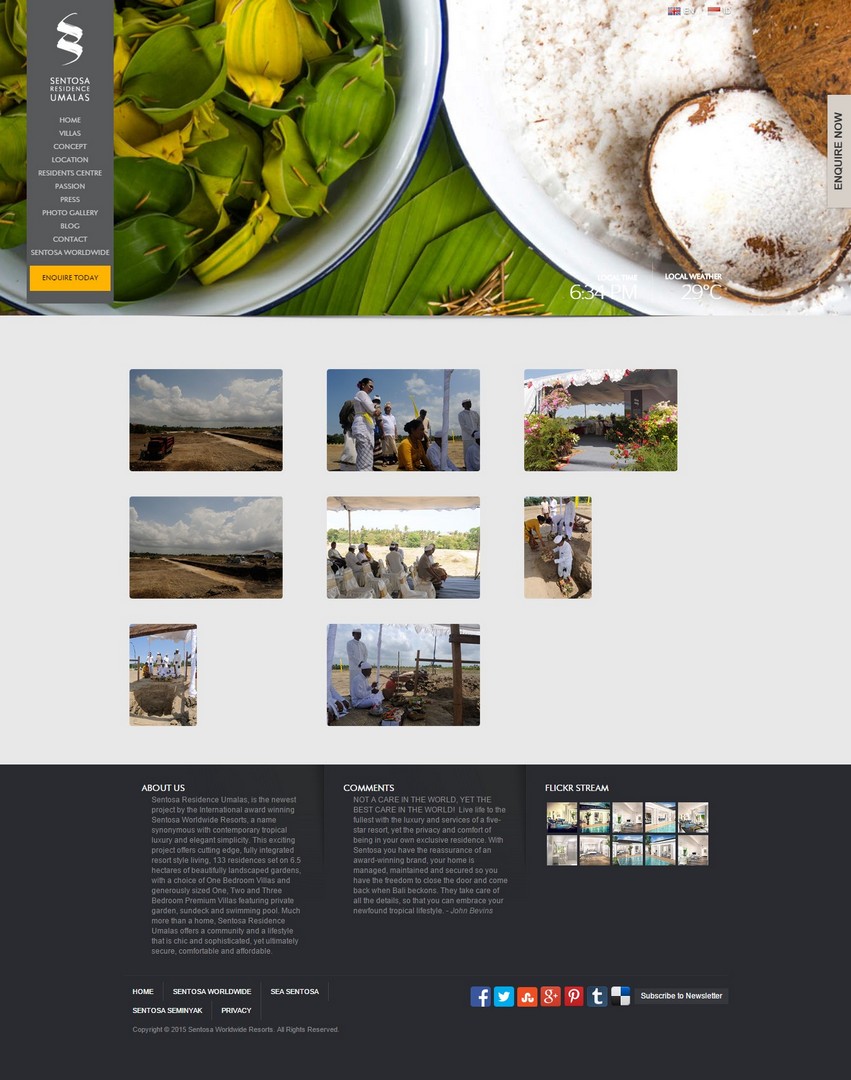 EN
ID
SENTOSA
RESIDENCE
UMALAS
HOME
VILLAS
CONCEPT
LOCATION
RESIDENTS CENTRE
PASSION
PRESS
PHOTO GALLERY
BLOG
CONTACT
SENTOSA WORLDWIDE
ENQUIRE TODAY
ENQUIRE NOW
LOCAL TIME
6:34 PM
LOCAL WEATHER
29°C
ABOUT US
Sentosa Residence Umalas, is the newest
project by the International award winning
Sentosa Worldwide Resorts, a name
synonymous with contemporary tropical
luxury and elegant simplicity. This exciting
project offers cutting edge, fully integrated
resort style living, 133 residences set on 6.5
hectares of beautifully landscaped gardens,
with a choice of One Bedroom Villas and
generously sized One, Two and Three
Bedroom Premium Villas featuring private
garden, sundeck and swimming pool. Much
more than a home, Sentosa Residence
Umalas offers a community and a lifestyle
that is chic and sophisticated, yet ultimately
secure, comfortable and affordable.
COMMENTS
NOT A CARE IN THE WORLD, YET THE
BEST CARE IN THE WORLD! Live life to the
fullest with the luxury and services of a five-
star resort, yet the privacy and comfort of
being in your own exclusive residence. With
Sentosa you have the reassurance of an
award-winning brand, your home is
managed, maintained and secured so you
have the freedom to close the door and come
back when Bali beckons. They take care of
all the details, so that you can embrace your
newfound tropical lifestyle. - John Bevins
FLICKR STREAM
HOME
SENTOSA WORLDWIDE
SEA SENTOSA
SENTOSA SEMINYAK
PRIVACY
Subscribe to Newsletter
Copyright © 2015 Sentosa Worldwide Resorts. All Rights Reserved.